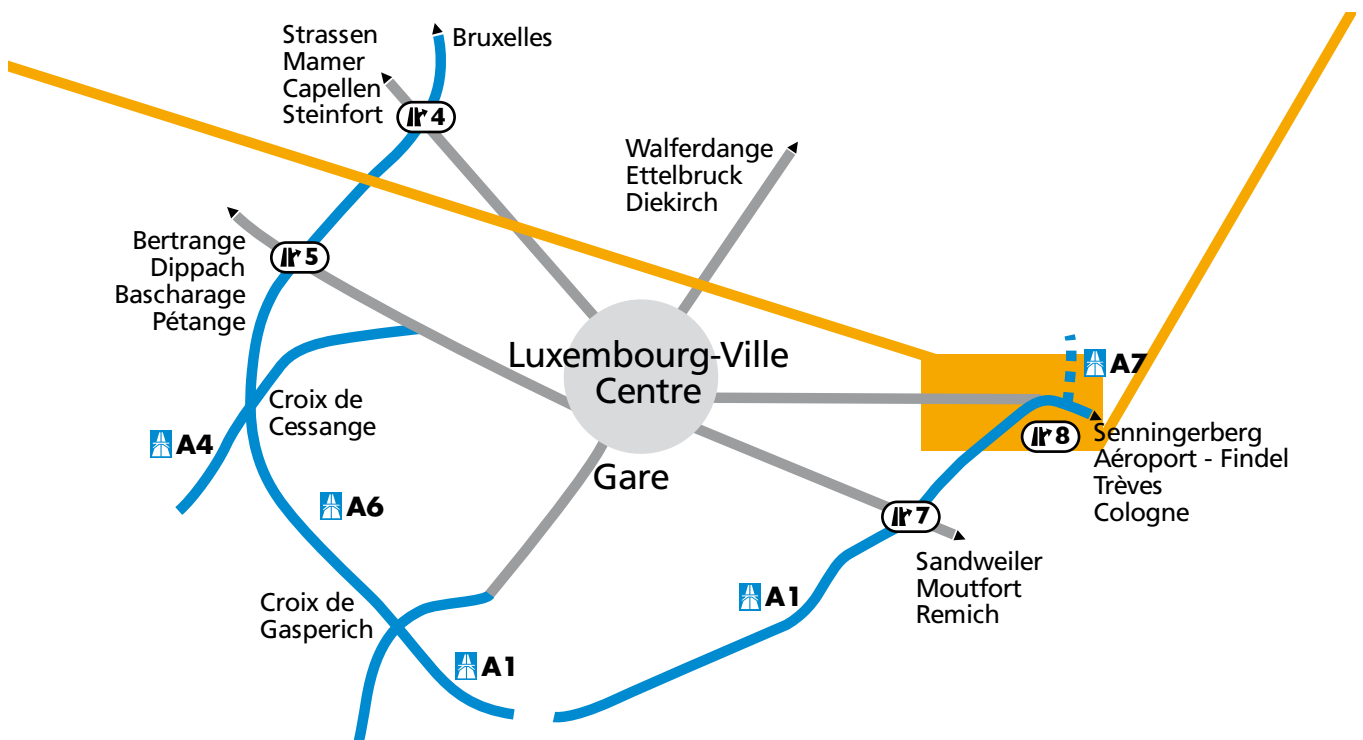 Strassen
Mamer
Capellen
Steinfort
Bruxelles
4
Walferdange
Ettelbruck
Diekirch
Bertrange
Dippach
Bascharage
Pétange
5
Luxembourg-Ville
Centre
A7
Croix de
Cessange
A4
8
Senningerberg
Aéroport - Findel
Trèves
Cologne
Gare
A6
7
Sandweiler
Moutfort
Remich
A1
Croix de
Gasperich
A1